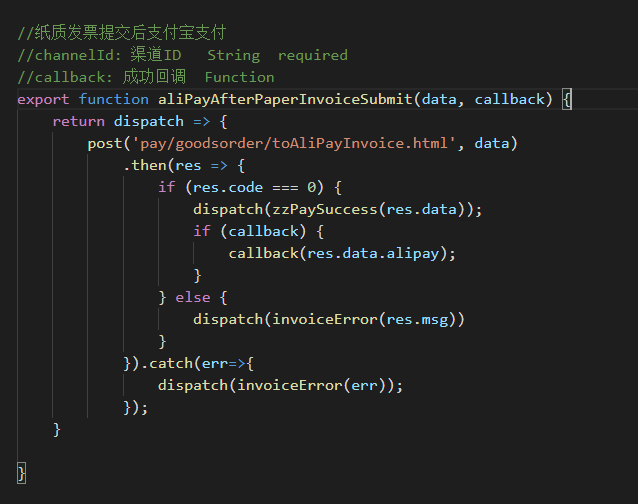 //纸质发票提交后支付宝支付
//channelId: 渠道ID   String  required
//callback: 成功回调  Function
export function aliPayAfterPaperInvoiceSubmit(data, callback) {
    return dispatch => {
        post('pay/goodsorder/toAliPayInvoice.html', data)
            .then(res => {
                if (res.code === 0) {
                    dispatch(zzPaySuccess(res.data));
                    if (callback) {
                        callback(res.data.alipay);
                    }
                } else {
                    dispatch(invoiceError(res.msg))
                }
            }).catch(err=>{
                dispatch(invoiceError(err));
            });
    }
}